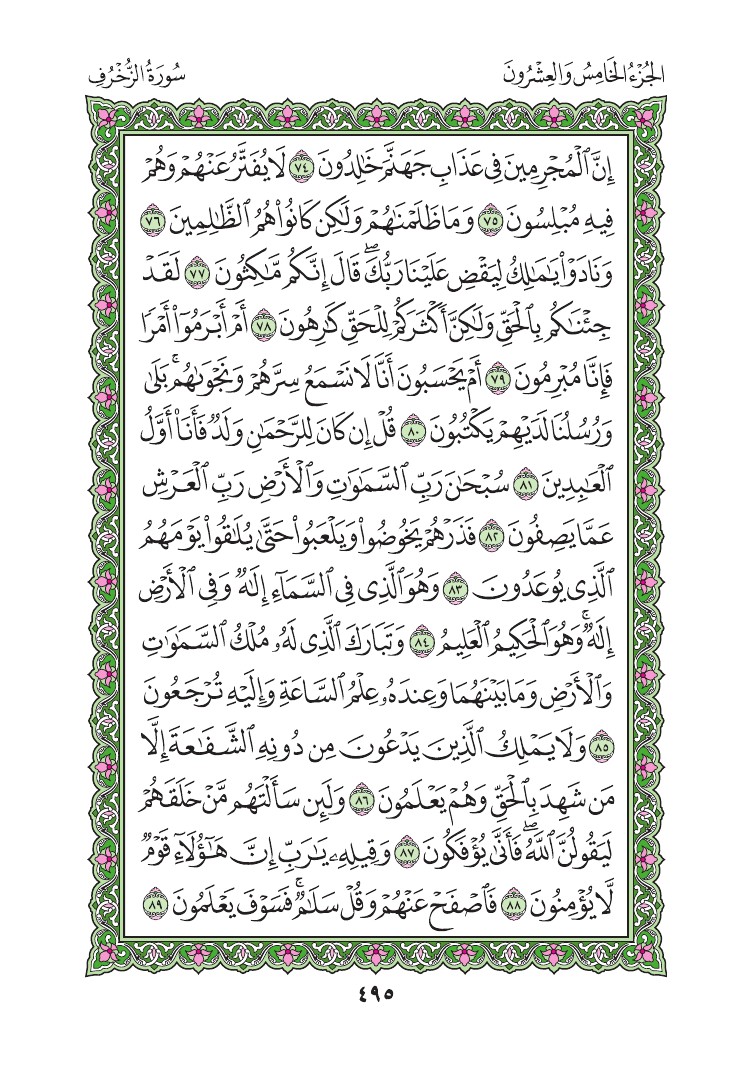 الجُزْءُ الخَامِسُ وَالعِشْرُونَ
سُورَةُ الزُّخْرُفِ
إِنَّ ٱلْمُجْرِمِينَ فِى عَذَابِ جَهَنَّمَ خَٰلِدُونَ ٧٤ لَا يُفَتَّرُ عَنْهُمْ وَهُمْ
فِيهِ مُبْلِسُونَ ٧٥ وَمَا ظَلَمْنَٰهُمْ وَلَٰكِن كَانُوا۟ هُمُ ٱلظَّٰلِمِينَ ٧٦
وَنَادَوْا۟ يَٰمَٰلِكُ لِيَقْضِ عَلَيْنَا رَبُّكَ ۖ قَالَ إِنَّكُم مَّٰكِثُونَ ٧٧ لَقَدْ
جِئْنَٰكُم بِٱلْحَقِّ وَلَٰكِنَّ أَكْثَرَكُمْ لِلْحَقِّ كَٰرِهُونَ ٧٨ أَمْ أَبْرَمُوٓا۟ أَمْرًا
فَإِنَّا مُبْرِمُونَ ٧٩ أَمْ يَحْسَبُونَ أَنَّا لَا نَسْمَعُ سِرَّهُمْ وَنَجْوَىٰهُم ۚ بَلَىٰ
وَرُسُلُنَا لَدَيْهِمْ يَكْتُبُونَ ٨٠ قُلْ إِن كَانَ لِلرَّحْمَٰنِ وَلَدٌ فَأَنَا۠ أَوَّلُ
ٱلْعَٰبِدِينَ ٨١ سُبْحَٰنَ رَبِّ ٱلسَّمَٰوَٰتِ وَٱلْأَرْضِ رَبِّ ٱلْعَرْشِ
عَمَّا يَصِفُونَ ٨٢ فَذَرْهُمْ يَخُوضُوا۟ وَيَلْعَبُوا۟ حَتَّىٰ يُلَٰقُوا۟ يَوْمَهُمُ
ٱلَّذِى يُوعَدُونَ ٨٣ وَهُوَ ٱلَّذِى فِى ٱلسَّمَآءِ إِلَٰهٌ وَفِى ٱلْأَرْضِ
إِلَٰهٌ ۚ وَهُوَ ٱلْحَكِيمُ ٱلْعَلِيمُ ٨٤ وَتَبَارَكَ ٱلَّذِى لَهُۥ مُلْكُ ٱلسَّمَٰوَٰتِ
وَٱلْأَرْضِ وَمَا بَيْنَهُمَا وَعِندَهُۥ عِلْمُ ٱلسَّاعَةِ وَإِلَيْهِ تُرْجَعُونَ
٨٥ وَلَا يَمْلِكُ ٱلَّذِينَ يَدْعُونَ مِن دُونِهِ ٱلشَّفَٰعَةَ إِلَّا
مَن شَهِدَ بِٱلْحَقِّ وَهُمْ يَعْلَمُونَ ٨٦ وَلَئِن سَأَلْتَهُم مَّنْ خَلَقَهُمْ
لَيَقُولُنَّ ٱللَّهُ ۖ فَأَنَّىٰ يُؤْفَكُونَ ٨٧ وَقِيلِهِۦ يَٰرَبِّ إِنَّ هَٰٓؤُلَآءِ قَوْمٌ
لَّا يُؤْمِنُونَ ٨٨ فَٱصْفَحْ عَنْهُمْ وَقُلْ سَلَٰمٌ ۚ فَسَوْفَ يَعْلَمُونَ ٨٩
٤٩٥